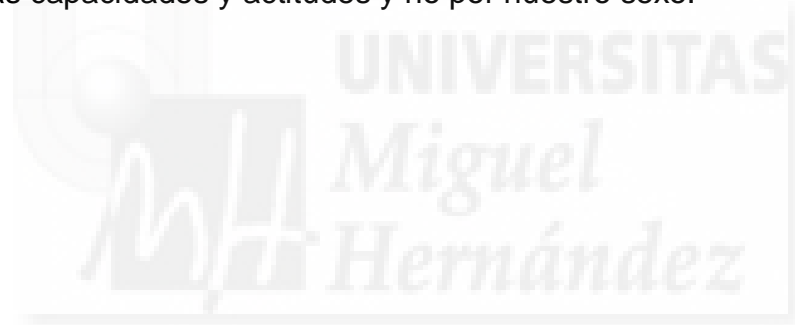 capacidades y actitudes y no por nuestro sexo.
UNIVERSITAS
Miguel
Hernández